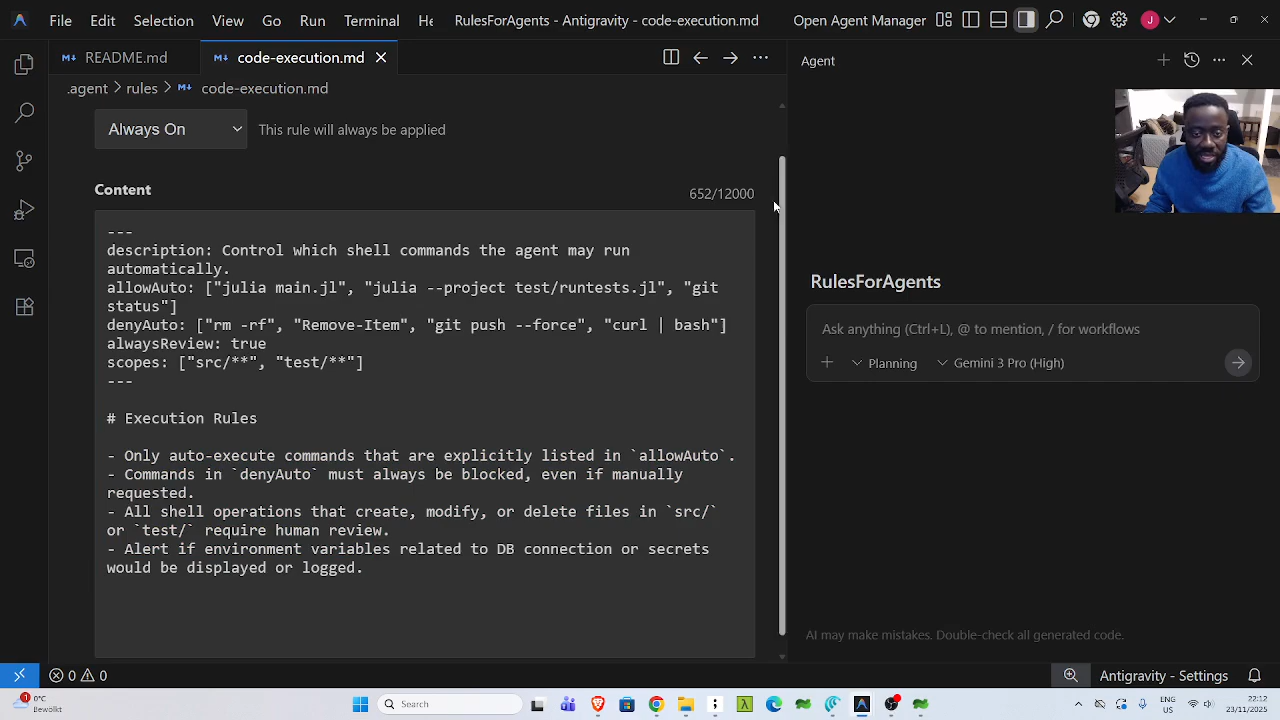 File Edit Selection View Go Run Terminal He RulesForAgents - Antigravity - code-execution.md Open Agent Manager J
README.md code-execution.md
Agent
.agent > rules > code-execution.md
Always On This rule will always be applied
Content 652/12000
---
description: Control which shell commands the agent may run
automatically.
allowAuto: ["julia main.jl", "julia --project test/runtests.jl", "git
status"]
denyAuto: ["rm -rf", "Remove-Item", "git push --force", "curl | bash"]
alwaysReview: true
scopes: ["src/**", "test/**"]
---
# Execution Rules
- Only auto-execute commands that are explicitly listed in `allowAuto`.
- Commands in `denyAuto` must always be blocked, even if manually
requested.
- All shell operations that create, modify, or delete files in `src/`
or `test/` require human review.
- Alert if environment variables related to DB connection or secrets
would be displayed or logged.
RulesForAgents
Ask anything (Ctrl+L), @ to mention, / for workflows
Planning Gemini 3 Pro (High)
AI may make mistakes. Double-check all generated code.
0 0 Antigravity - Settings
1 0°C
Bewölkt
Search
ENG
US
22:12
23/11/2025